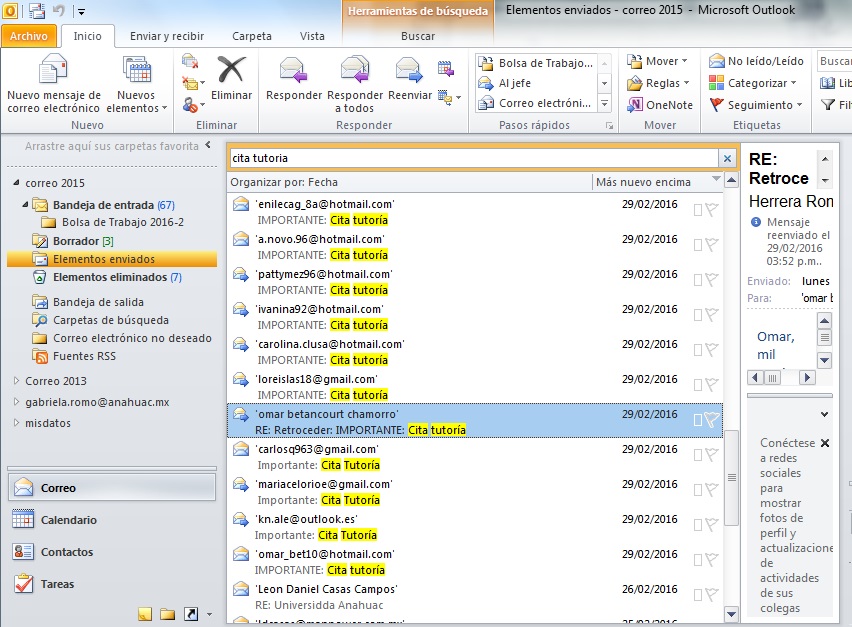 Herramientas de búsqueda
Elementos enviados - correo 2015 - Microsoft Outlook
Archivo
Inicio
Enviar y recibir
Carpeta
Vista
Buscar
Nuevo mensaje de
correo electrónico
Nuevos
elementos
Nuevo
Eliminar
Eliminar
Responder
Responder
a todos
Reenviar
Responder
Bolsa de Trabajo...
Al jefe
Correo electróni...
Pasos rápidos
Mover
Reglas
OneNote
Mover
No leído/Leído
Categorizar
Seguimiento
Etiquetas
Buscar
Lib
Filt
Arrastre aquí sus carpetas favorita
correo 2015
Bandeja de entrada (67)
Bolsa de Trabajo 2016-2
Borrador [3]
Elementos enviados
Elementos eliminados (7)
Bandeja de salida
Carpetas de búsqueda
Correo electrónico no deseado
Fuentes RSS
Correo 2013
gabriela.romo@anahuac.mx
misdatos
Correo
Calendario
Contactos
Tareas
cita tutoria
Organizar por: Fecha
Más nuevo encima
'enilecag_8a@hotmail.com' 29/02/2016
IMPORTANTE: Cita tutoría
'a.novo.96@hotmail.com' 29/02/2016
IMPORTANTE: Cita tutoría
'pattymez96@hotmail.com' 29/02/2016
IMPORTANTE: Cita tutoría
'ivanina92@hotmail.com' 29/02/2016
IMPORTANTE: Cita tutoría
'carolina.clusa@hotmail.com' 29/02/2016
IMPORTANTE: Cita tutoría
'loreislas18@gmail.com' 29/02/2016
IMPORTANTE: Cita tutoría
'omar betancourt chamorro' 29/02/2016
RE: Retroceder: IMPORTANTE: Cita tutoría
'carlosq963@gmail.com' 29/02/2016
Importante: Cita Tutoría
'mariacelorioe@gmail.com' 29/02/2016
Importante: Cita Tutoría
'kn.ale@outlook.es' 29/02/2016
Importante: Cita Tutoría
'omar_bet10@hotmail.com' 29/02/2016
IMPORTANTE: Cita tutoría
'Leon Daniel Casas Campos' 26/02/2016
RE: Universidda Anahuac
RE:
Retroce
Herrera Ron
Mensaje
reenviado el
29/02/2016
03:52 p.m..
Enviado: lunes
Para: 'omar b
Omar,
mil
Conéctese
a redes
sociales
para
mostrar
fotos de
perfil y
actualizacione
de
actividades
de sus
colegas